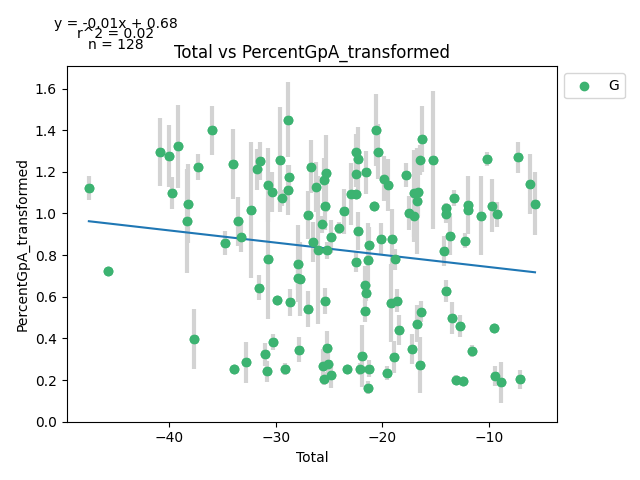 y = -0.01x + 0.68
r^2 = 0.02
n = 128
Total vs PercentGpA_transformed
G
PercentGpA_transformed
1.6
1.4
1.2
1.0
0.8
0.6
0.4
0.2
0.0
−40
−30
−20
−10
Total